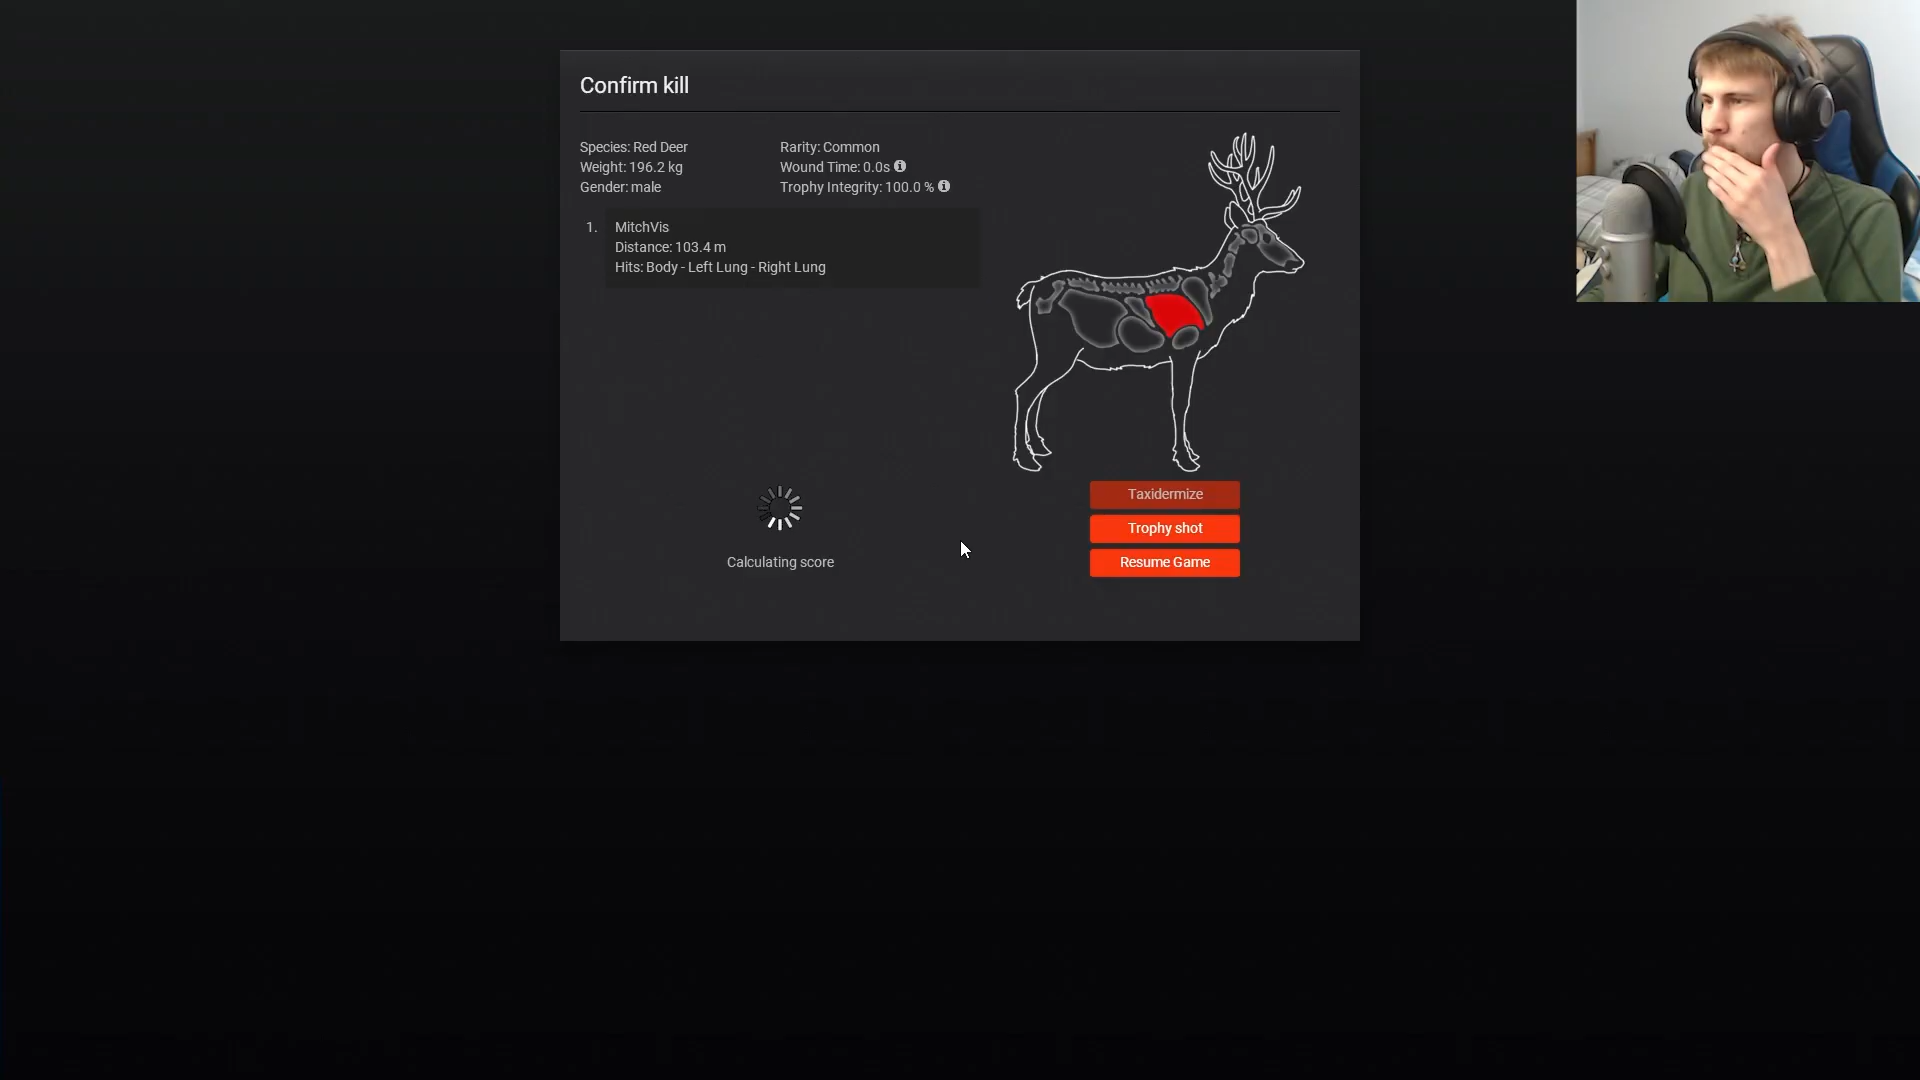 Confirm kill
Species: Red Deer
Weight: 196.2 kg
Gender: male
Rarity: Common
Wound Time: 0.0s
Trophy Integrity: 100.0 %
1.
MitchVis
Distance: 103.4 m
Hits: Body - Left Lung - Right Lung
Calculating score
Taxidermize
Trophy shot
Resume Game